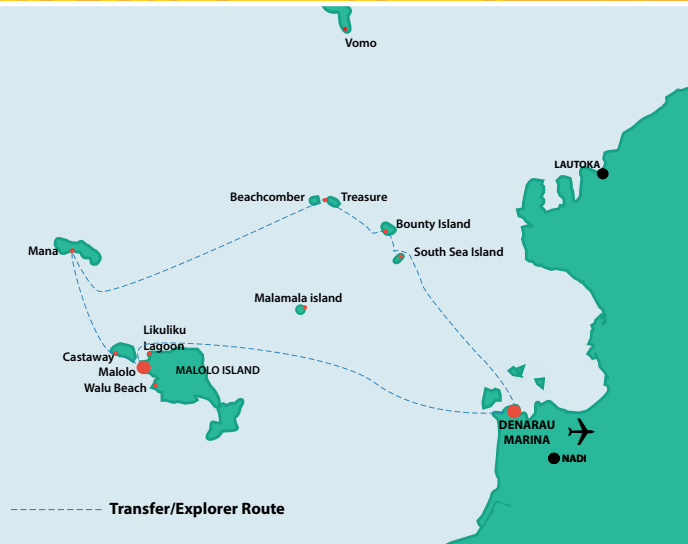 Vomo
LAUTOKA
Beachcomber
Treasure
Bounty Island
Mana
South Sea Island
Malamala island
Likuliku
Lagoon
Castaway
Malolo
MALOLO ISLAND
Walu Beach
DENARAU
MARINA
NADI
Transfer/Explorer Route